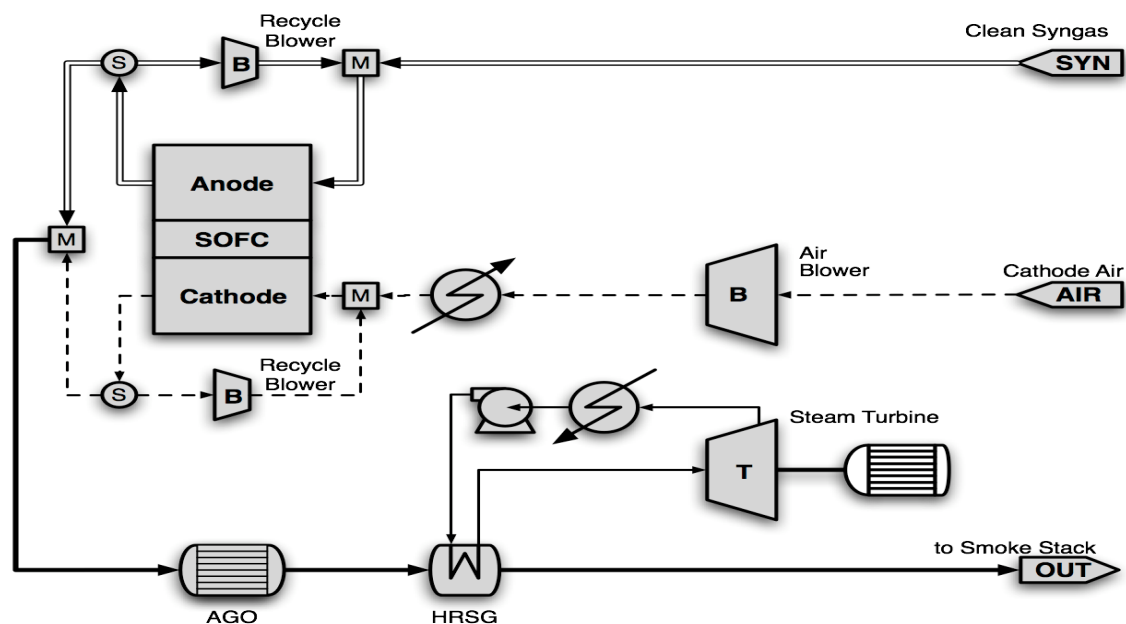 Recycle
Blower
Clean Syngas
S
B
M
SYN
Anode
M
SOFC
Air
Blower
Cathode Air
Cathode
M
B
AIR
Recycle
Blower
S
B
Steam Turbine
T
to Smoke Stack
OUT
AGO
HRSG